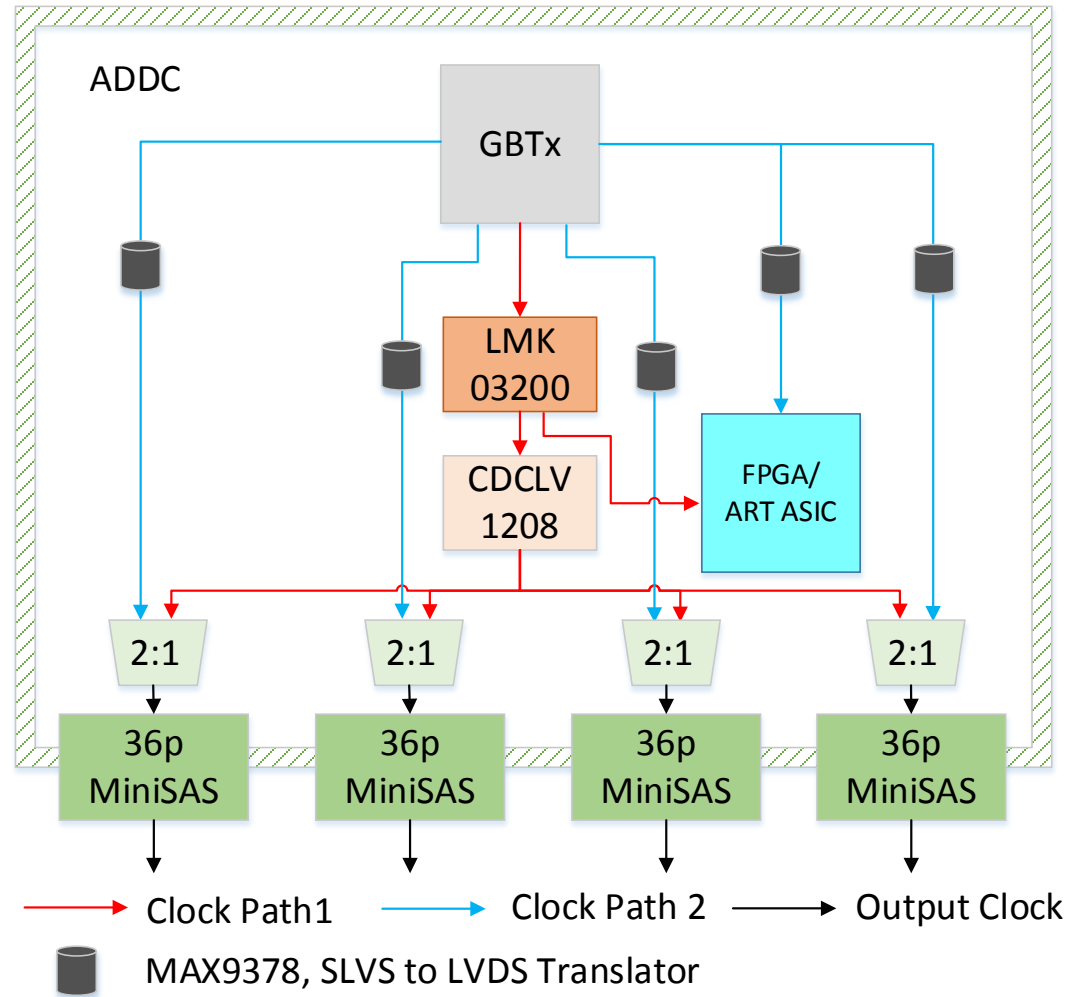 ADDC
GBTx
LMK
03200
CDCLV
1208
FPGA/
ART ASIC
2:1
2:1
2:1
2:1
36p
MiniSAS
36p
MiniSAS
36p
MiniSAS
36p
MiniSAS
Clock Path1
Clock Path 2
Output Clock
MAX9378, SLVS to LVDS Translator